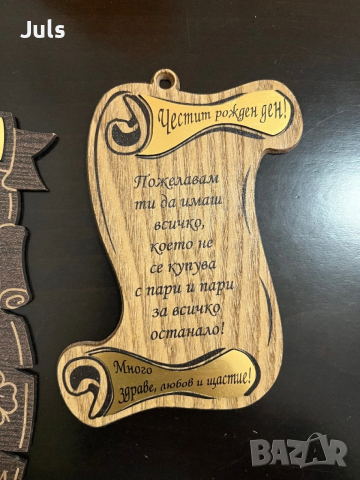 Juls
Честит рожден ден!
Пожелавам
ти да имаш
всичко,
което не
се купува
с пари и пари
за всичко
останало!
Много
здраве, любов и щастие!
BAZAR